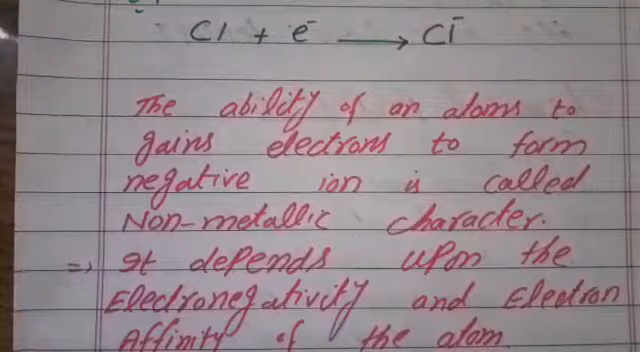 Cl + e⁻ → Cl⁻
The ability of an atoms to
gains electrons to form
negative ion is called
Non-metallic character.
⇒ It depends upon the
Electronegativity and Electron
Affinity of the atom